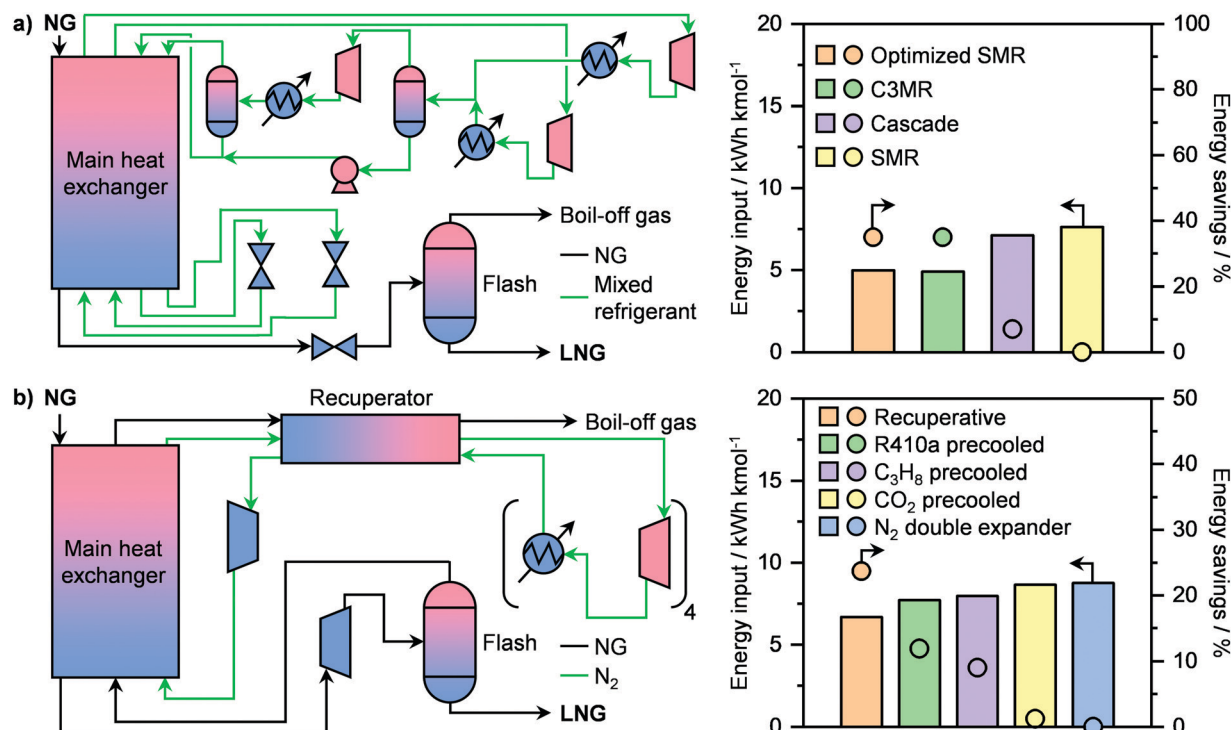 a)
NG
Main heat
exchanger
Boil-off gas
NG
Mixed
refrigerant
Flash
LNG
Energy input / kWh kmol⁻¹
20
15
10
5
0
Optimized SMR
C3MR
Cascade
SMR
100
80
60
40
20
0
Energy savings / %
b)
NG
Recuperator
Boil-off gas
Main heat
exchanger
4
Flash
NG
N₂
LNG
Energy input / kWh kmol⁻¹
20
15
10
5
0
Recuperative
R410a precooled
C₃H₈ precooled
CO₂ precooled
N₂ double expander
50
40
30
20
10
0
Energy savings / %